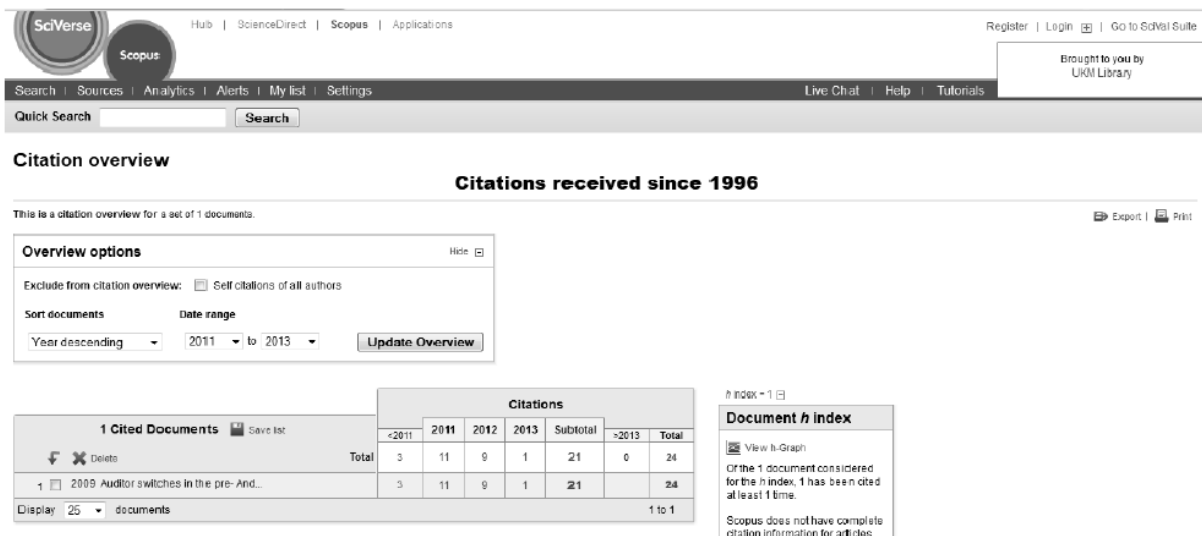 SciVerse
Hub | ScienceDirect | Scopus | Applications
Register | Login | Go to SciVal Suite
Scopus
Brought to you by
UKM Library
Search | Sources | Analytics | Alerts | My list | Settings
Live Chat | Help | Tutorials
Quick Search Search
Citation overview
Citations received since 1996
This is a citation overview for a set of 1 documents.
Export | Print
Overview options Hide
Exclude from citation overview: Self citations of all authors
Sort documents Date range
Year descending 2011 to 2013 Update Overview
h index = 1
Citations
Document h index
1 Cited Documents Save list
<2011 2011 2012 2013 Subtotal >2013 Total
View h-Graph
Delete Total 3 11 9 1 21 0 24
Of the 1 document considered
for the h index, 1 has been cited
at least 1 time.
1 2009 Auditor switches in the pre- And... 3 11 9 1 21 24
Display 25 documents 1 to 1
Scopus does not have complete
citation information for articles